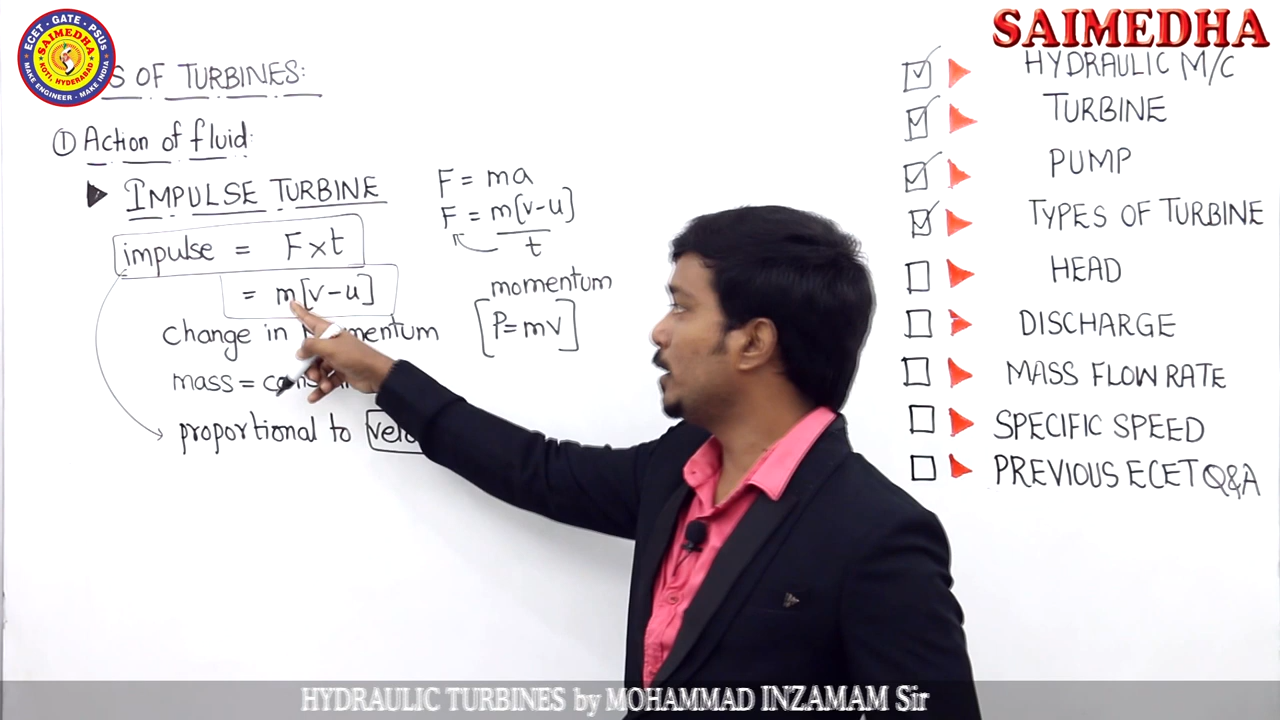 ECET - GATE - PSUS
SAIMEDHA
KOTI, HYDERABAD
MAKE ENGINEER - MAKE INDIA
SAIMEDHA
S OF TURBINES:
① Action of fluid:
▶ IMPULSE TURBINE
impulse = F×t
= m[v-u]
change in Momentum
mass =
proportional to
F = ma
F = m[v-u]
t
momentum
[P=mv]
☑ ▶ HYDRAULIC M/C
☑ ▶ TURBINE
☑ ▶ PUMP
☑ ▶ TYPES OF TURBINE
☐ ▶ HEAD
☐ ▶ DISCHARGE
☐ ▶ MASS FLOW RATE
☐ ▶ SPECIFIC SPEED
☐ ▶ PREVIOUS ECET Q&A
HYDRAULIC TURBINES by MOHAMMAD INZAMAM Sir